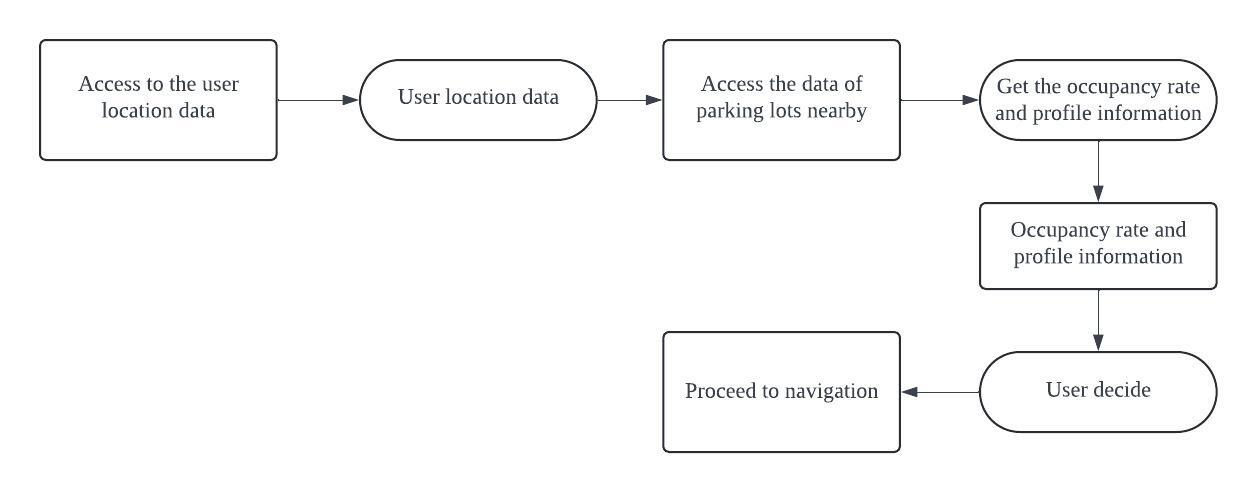 Access to the user
location data
User location data
Access the data of
parking lots nearby
Get the occupancy rate
and profile information
Occupancy rate and
profile information
User decide
Proceed to navigation